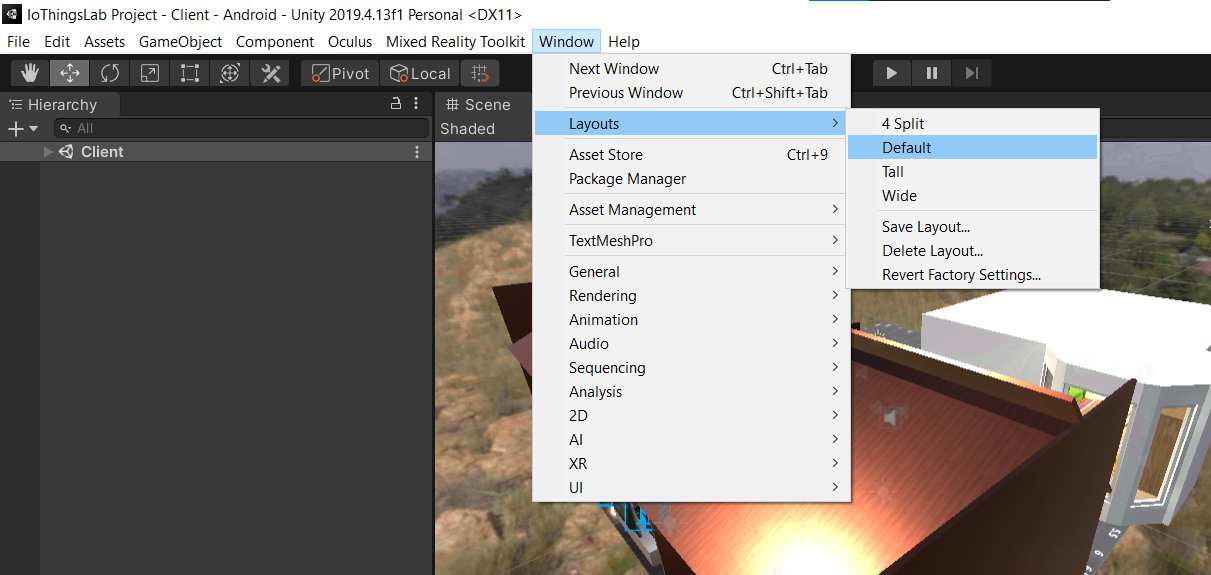 IoThingsLab Project - Client - Android - Unity 2019.4.13f1 Personal <DX11>
File Edit Assets GameObject Component Oculus Mixed Reality Toolkit Window Help
Pivot Local
Hierarchy
All
Client
Scene
Shaded
Next Window Ctrl+Tab
Previous Window Ctrl+Shift+Tab
Layouts
Asset Store Ctrl+9
Package Manager
Asset Management
TextMeshPro
General
Rendering
Animation
Audio
Sequencing
Analysis
2D
AI
XR
UI
4 Split
Default
Tall
Wide
Save Layout...
Delete Layout...
Revert Factory Settings...